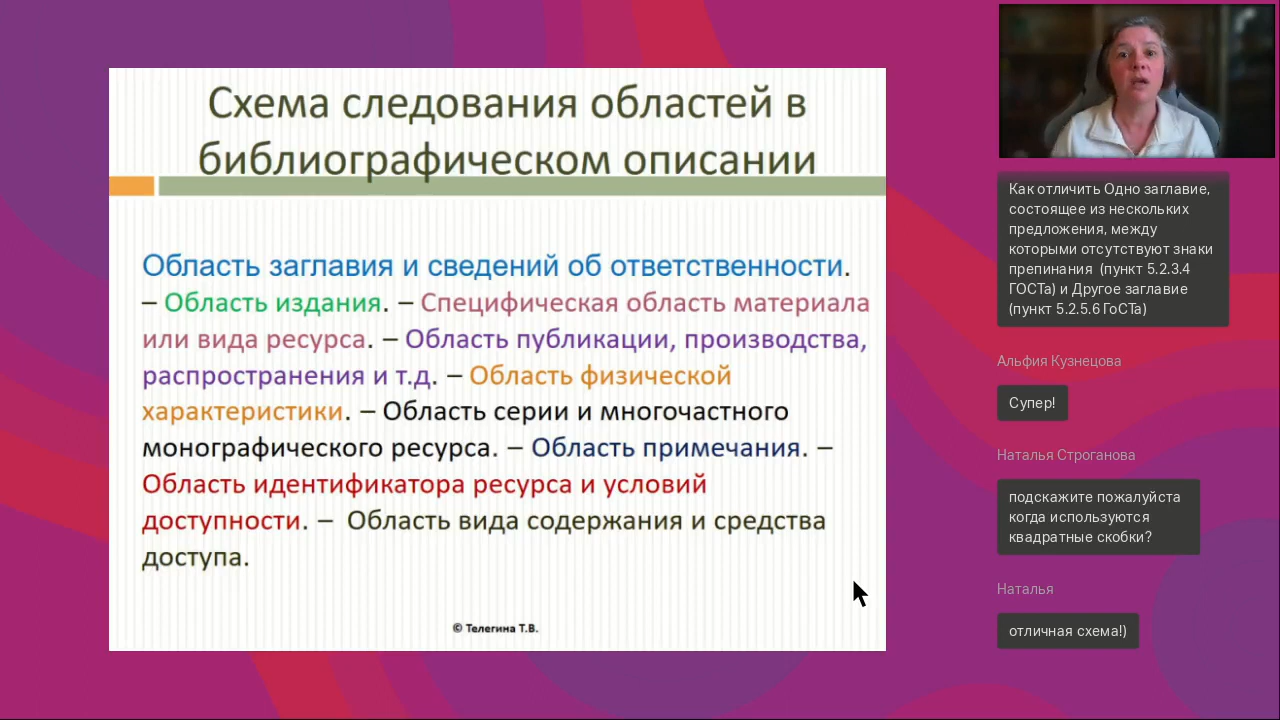 Схема следования областей в
библиографическом описании
Область заглавия и сведений об ответственности.
– Область издания. – Специфическая область материала
или вида ресурса. – Область публикации, производства,
распространения и т.д. – Область физической
характеристики. – Область серии и многочастного
монографического ресурса. – Область примечания. –
Область идентификатора ресурса и условий
доступности. – Область вида содержания и средства
доступа.
© Телегина Т.В.
Как отличить Одно заглавие,
состоящее из нескольких
предложения, между
которыми отсутствуют знаки
препинания (пункт 5.2.3.4
ГОСТа) и Другое заглавие
(пункт 5.2.5.6 ГоСТа)
Альфия Кузнецова
Супер!
Наталья Строганова
подскажите пожалуйста
когда используются
квадратные скобки?
Наталья
отличная схема!)